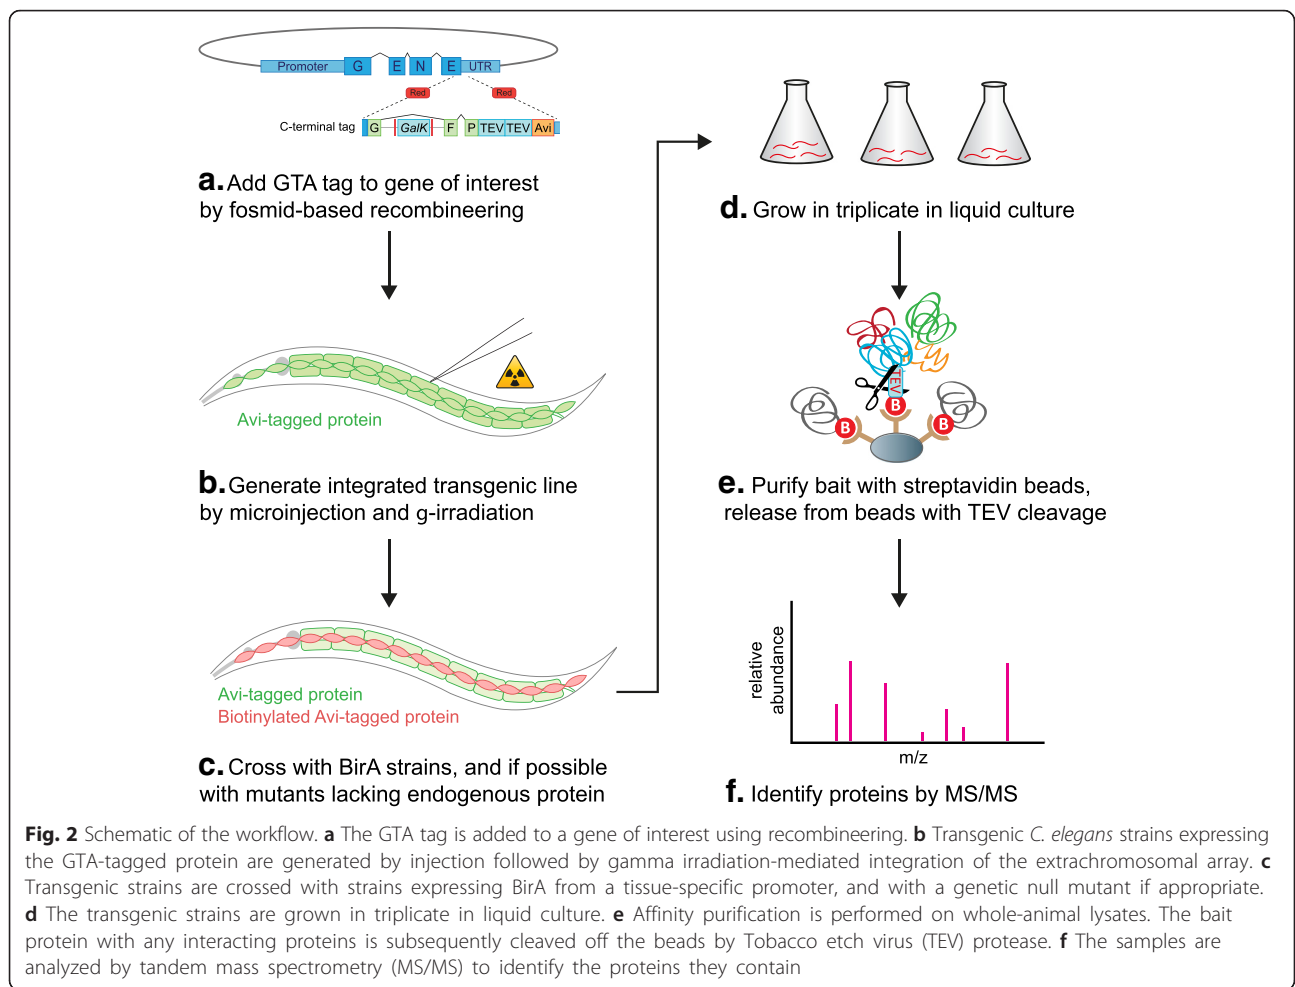 Promoter G E N E UTR
Red Red
C-terminal tag G GalK F P TEV TEV Avi
a. Add GTA tag to gene of interest
by fosmid-based recombineering
Avi-tagged protein
b. Generate integrated transgenic line
by microinjection and g-irradiation
Avi-tagged protein
Biotinylated Avi-tagged protein
c. Cross with BirA strains, and if possible
with mutants lacking endogenous protein
d. Grow in triplicate in liquid culture
TEV
B
B
B
e. Purify bait with streptavidin beads,
release from beads with TEV cleavage
relative
abundance
m/z
f. Identify proteins by MS/MS
Fig. 2 Schematic of the workflow. a The GTA tag is added to a gene of interest using recombineering. b Transgenic C. elegans strains expressing
the GTA-tagged protein are generated by injection followed by gamma irradiation-mediated integration of the extrachromosomal array. c
Transgenic strains are crossed with strains expressing BirA from a tissue-specific promoter, and with a genetic null mutant if appropriate.
d The transgenic strains are grown in triplicate in liquid culture. e Affinity purification is performed on whole-animal lysates. The bait
protein with any interacting proteins is subsequently cleaved off the beads by Tobacco etch virus (TEV) protease. f The samples are
analyzed by tandem mass spectrometry (MS/MS) to identify the proteins they contain